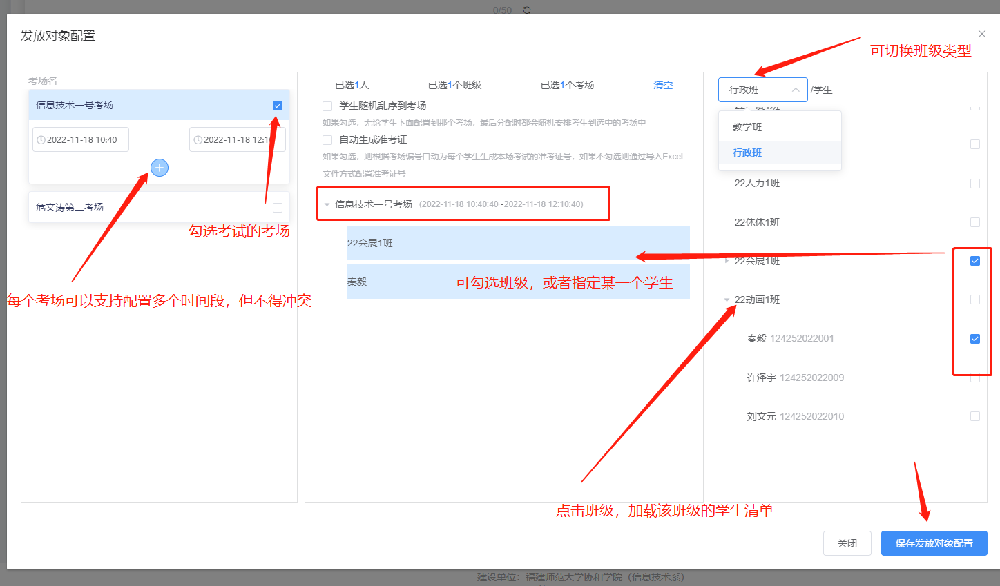 0/50
发放对象配置
可切换班级类型
考场名
信息技术一号考场
2022-11-18 10:40
2022-11-18 12:10
危文涛第二考场
勾选考试的考场
每个考场可以支持配置多个时间段，但不得冲突
已选1人 已选1个班级 已选1个考场 清空
学生随机乱序到考场
如果勾选，无论学生下面配置到那个考场，最后分配时都会随机安排考生到选中的考场中
自动生成准考证
如果勾选，则根据考场编号自动为每个学生生成本场考试的准考证号，如果不勾选则通过导入Excel
文件方式配置准考证号
信息技术一号考场 (2022-11-18 10:40:40~2022-11-18 12:10:40)
22会展1班
秦毅
可勾选班级，或者指定某一个学生
行政班 /学生
教学班
行政班
22人力1班
22休体1班
22会展1班
22动画1班
秦毅 124252022001
许泽宇 124252022009
刘文元 124252022010
点击班级，加载该班级的学生清单
关闭 保存发放对象配置
建设单位：福建师范大学协和学院（信息技术系）